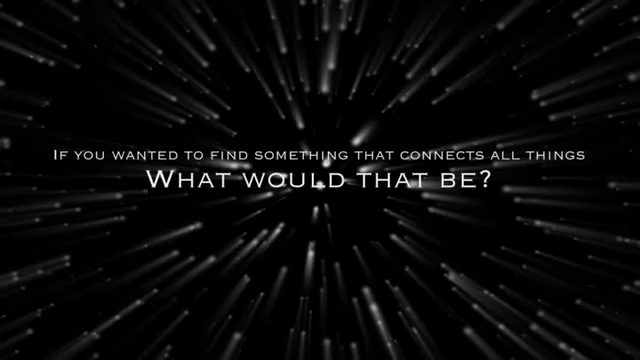 If you wanted to find something that connects all things
What would that be?